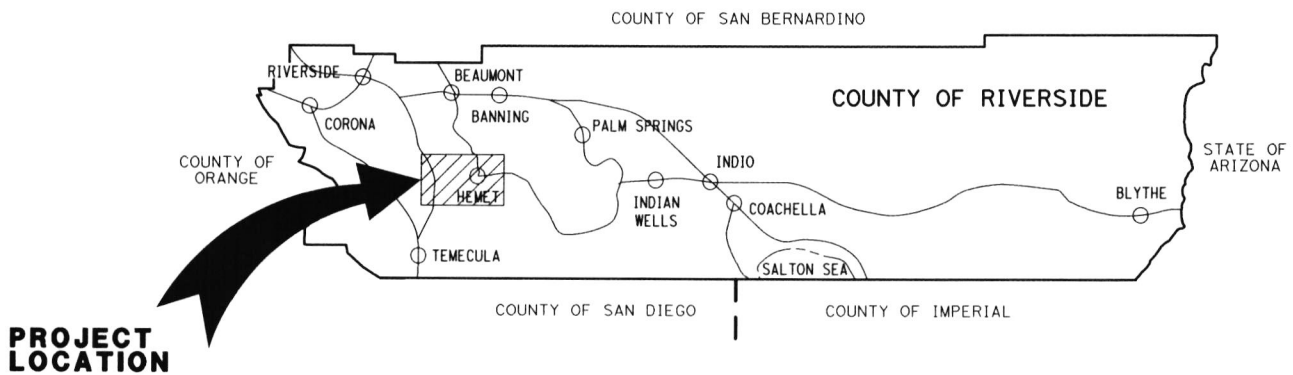 COUNTY OF SAN BERNARDINO
RIVERSIDE
BEAUMONT
COUNTY OF RIVERSIDE
BANNING
CORONA
PALM SPRINGS
STATE OF
ARIZONA
COUNTY OF
ORANGE
INDIO
HEMET
BLYTHE
INDIAN
WELLS
COACHELLA
TEMECULA
SALTON SEA
COUNTY OF SAN DIEGO
COUNTY OF IMPERIAL
PROJECT
LOCATION